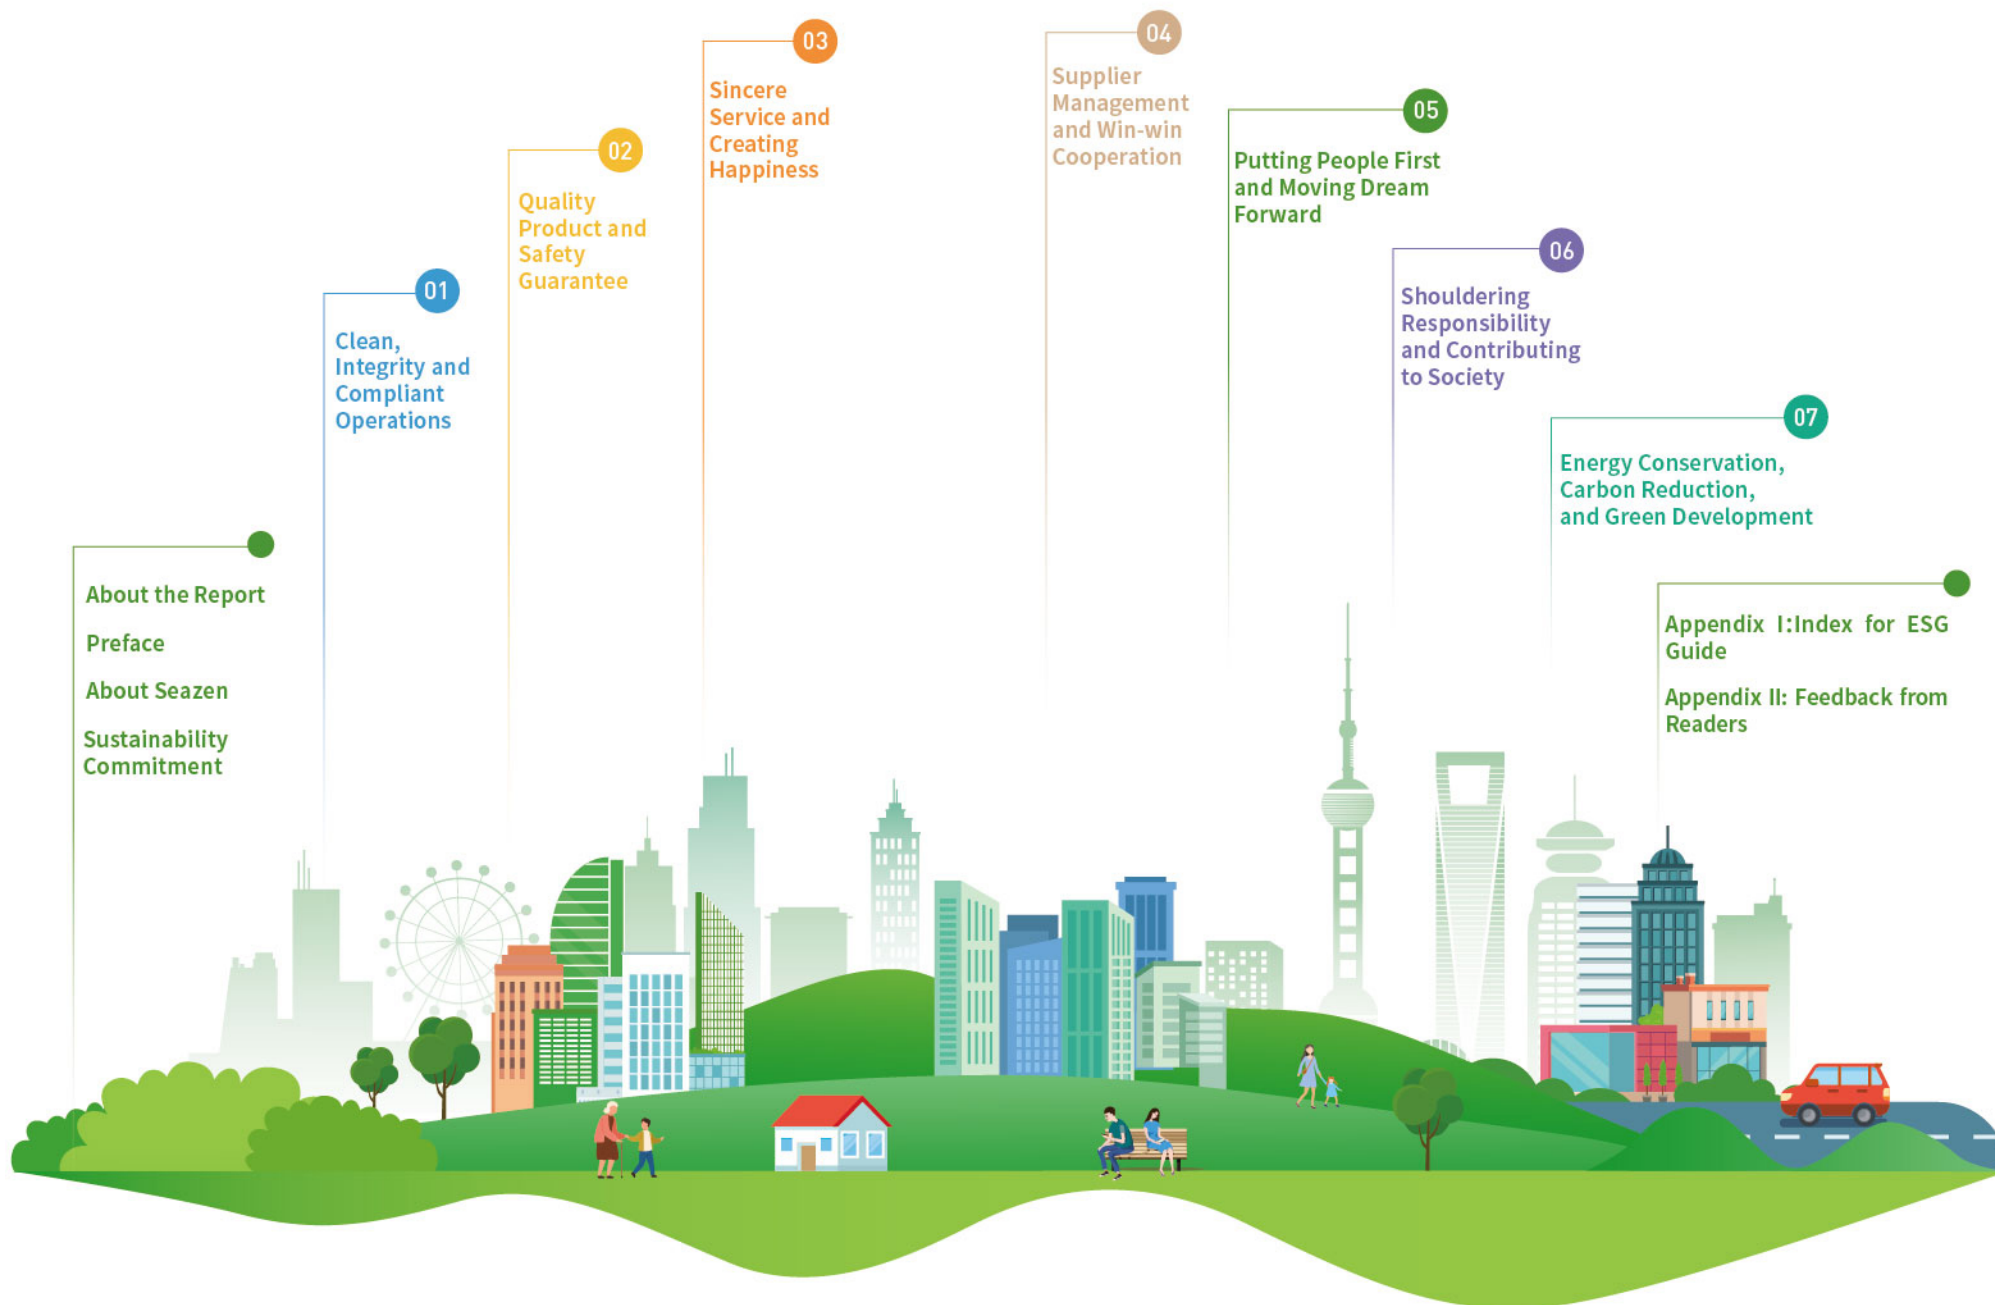 About the Report
Preface
About Seazen
Sustainability
Commitment
01
Clean,
Integrity and
Compliant
Operations
02
Quality
Product and
Safety
Guarantee
03
Sincere
Service and
Creating
Happiness
04
Supplier
Management
and Win-win
Cooperation
05
Putting People First
and Moving Dream
Forward
06
Shouldering
Responsibility
and Contributing
to Society
07
Energy Conservation,
Carbon Reduction,
and Green Development
Appendix I:Index for ESG
Guide
Appendix II: Feedback from
Readers